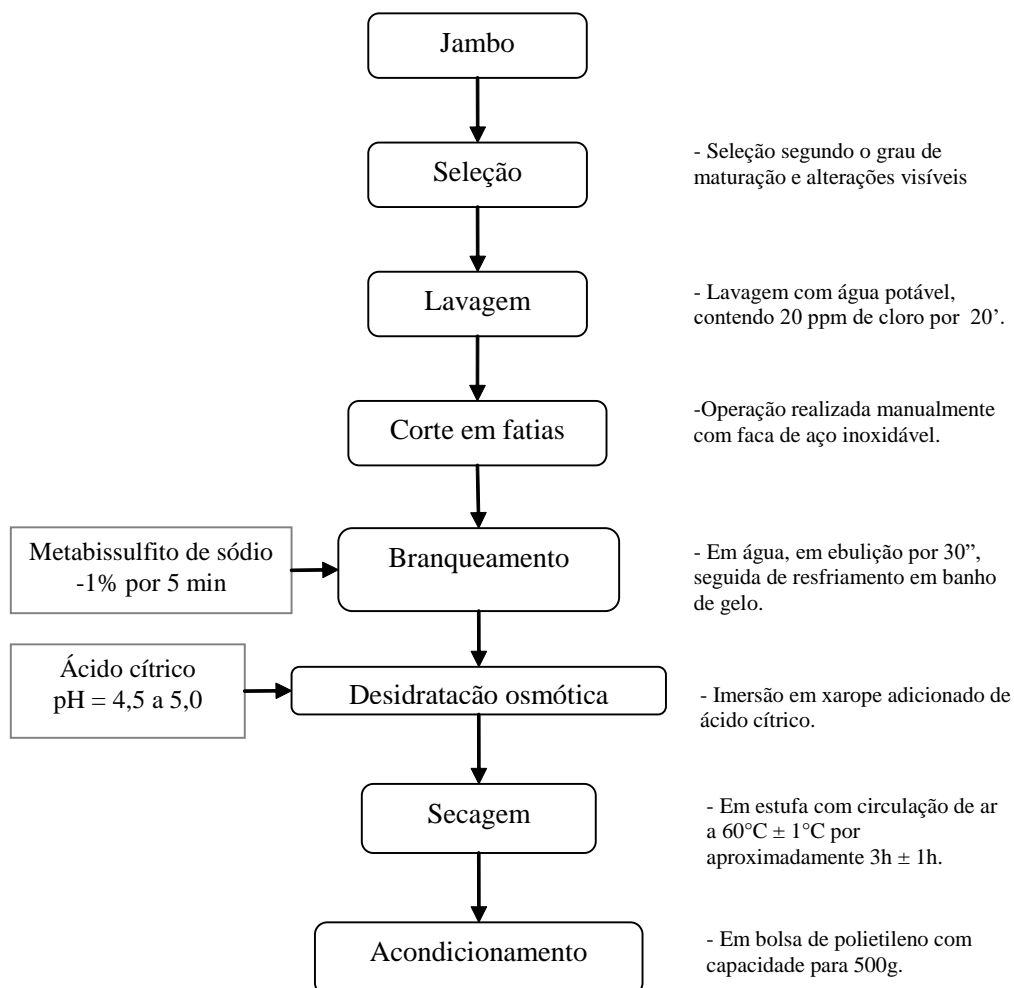 Jambo
Seleção
- Seleção segundo o grau de
maturação e alterações visíveis
Lavagem
- Lavagem com água potável,
contendo 20 ppm de cloro por  20’.
Corte em fatias
-Operação realizada manualmente
com faca de aço inoxidável.
Metabissulfito de sódio
-1% por 5 min
Branqueamento
- Em água, em ebulição por 30”,
seguida de resfriamento em banho
de gelo.
Ácido cítrico
pH = 4,5 a 5,0
Desidratacão osmótica
- Imersão em xarope adicionado de
ácido cítrico.
Secagem
- Em estufa com circulação de ar
a 60°C ± 1°C por
aproximadamente 3h ± 1h.
Acondicionamento
- Em bolsa de polietileno com
capacidade para 500g.